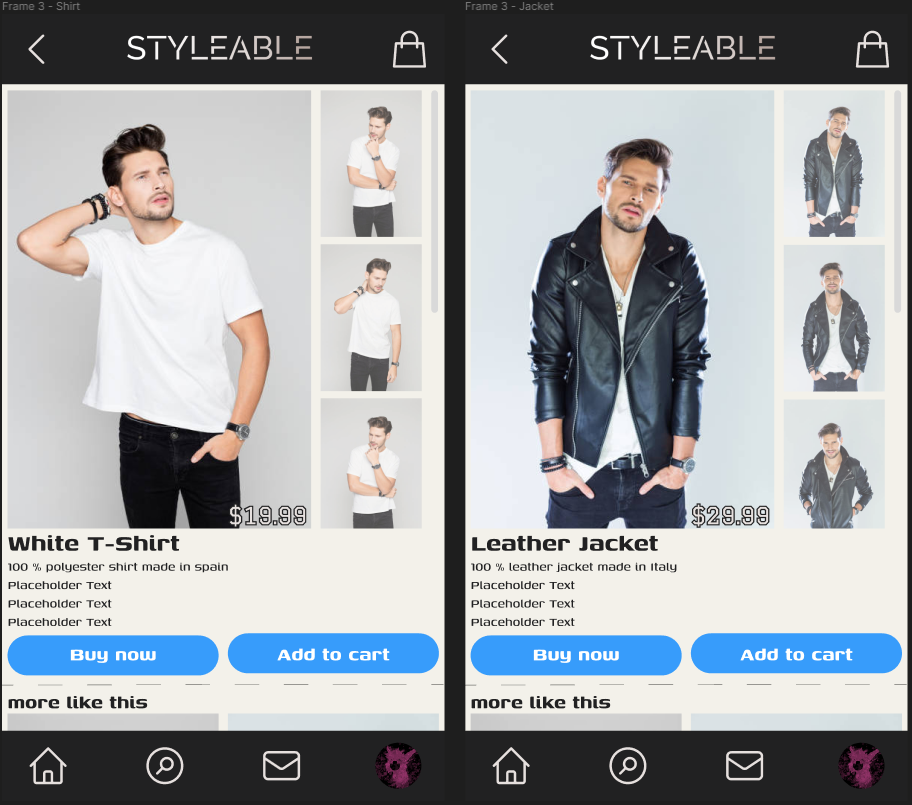 Frame 3 - Shirt
STYLEABLE
$19.99
White T-Shirt
100 % polyester shirt made in spain
Placeholder Text
Placeholder Text
Placeholder Text
Buy now
Add to cart
more like this
Frame 3 - Jacket
STYLEABLE
$29.99
Leather Jacket
100 % leather jacket made in Italy
Placeholder Text
Placeholder Text
Placeholder Text
Buy now
Add to cart
more like this